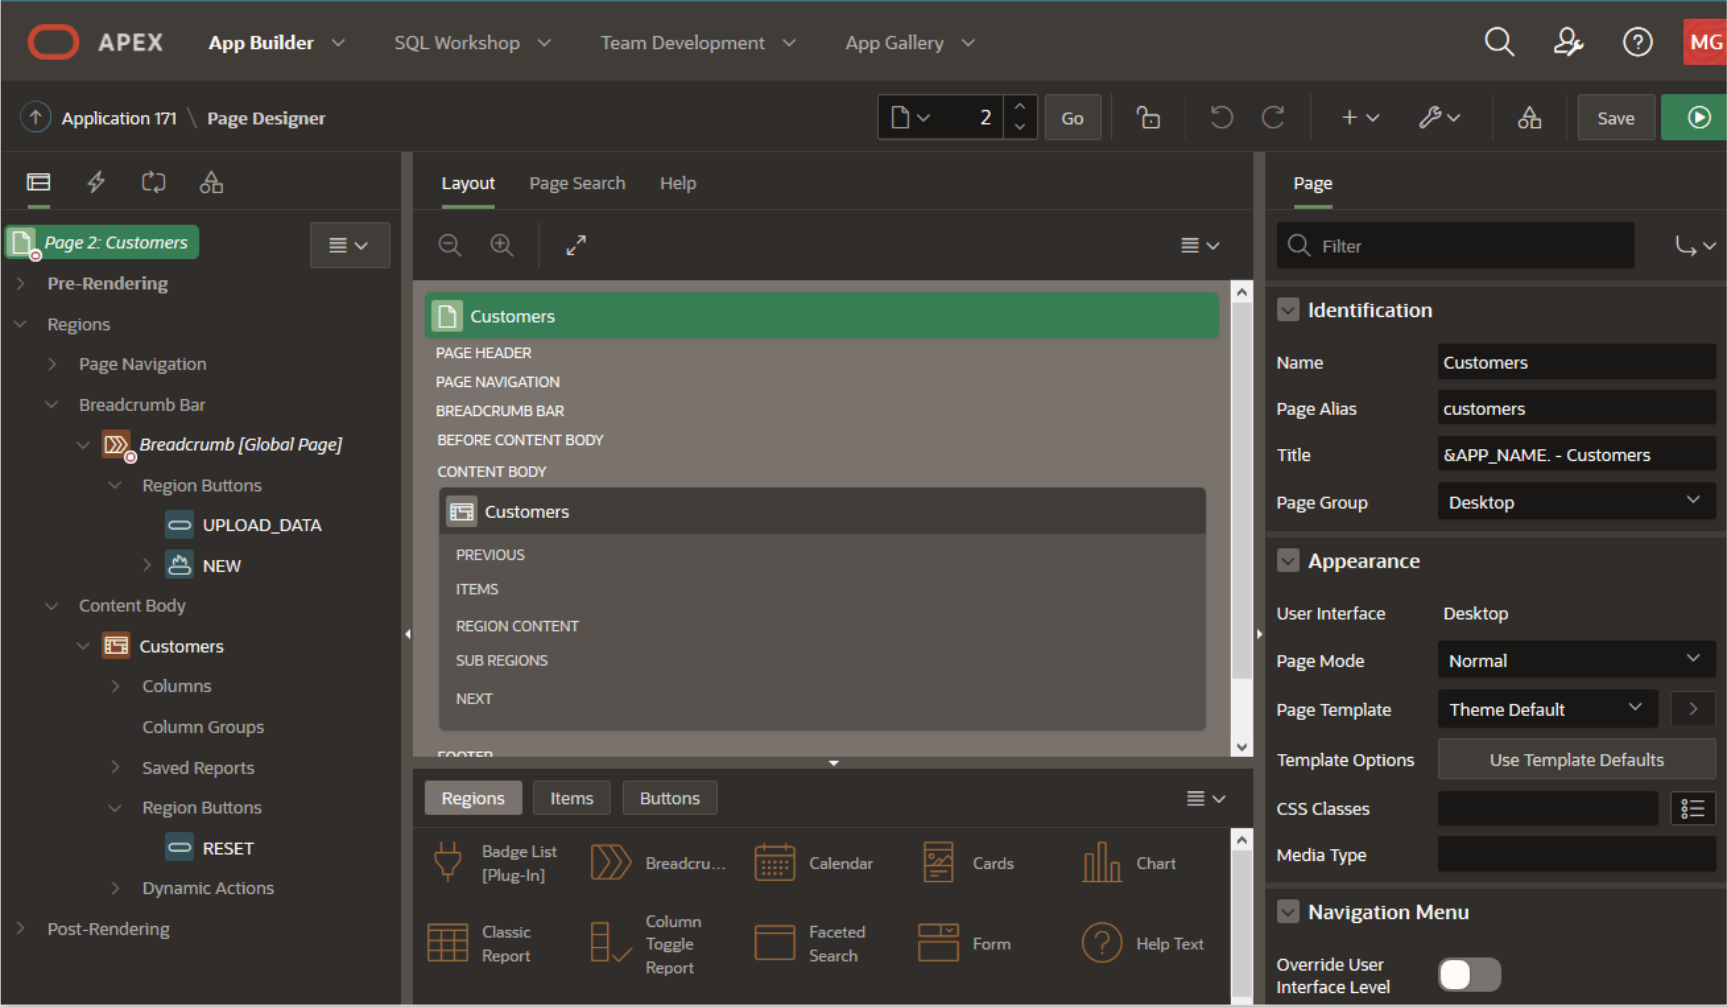 APEX App Builder SQL Workshop Team Development App Gallery MG
Application 171 \ Page Designer 2 Go Save
Page 2: Customers
Pre-Rendering
Regions
Page Navigation
Breadcrumb Bar
Breadcrumb [Global Page]
Region Buttons
UPLOAD_DATA
NEW
Content Body
Customers
Columns
Column Groups
Saved Reports
Region Buttons
RESET
Dynamic Actions
Post-Rendering
Layout Page Search Help
Customers
PAGE HEADER
PAGE NAVIGATION
BREADCRUMB BAR
BEFORE CONTENT BODY
CONTENT BODY
Customers
PREVIOUS
ITEMS
REGION CONTENT
SUB REGIONS
NEXT
FOOTER
Regions Items Buttons
Badge List
[Plug-In]
Breadcru...
Calendar
Cards
Chart
Classic
Report
Column
Toggle
Report
Faceted
Search
Form
Help Text
Page
Filter
Identification
Name Customers
Page Alias customers
Title &APP_NAME. - Customers
Page Group Desktop
Appearance
User Interface Desktop
Page Mode Normal
Page Template Theme Default
Template Options Use Template Defaults
CSS Classes
Media Type
Navigation Menu
Override User
Interface Level